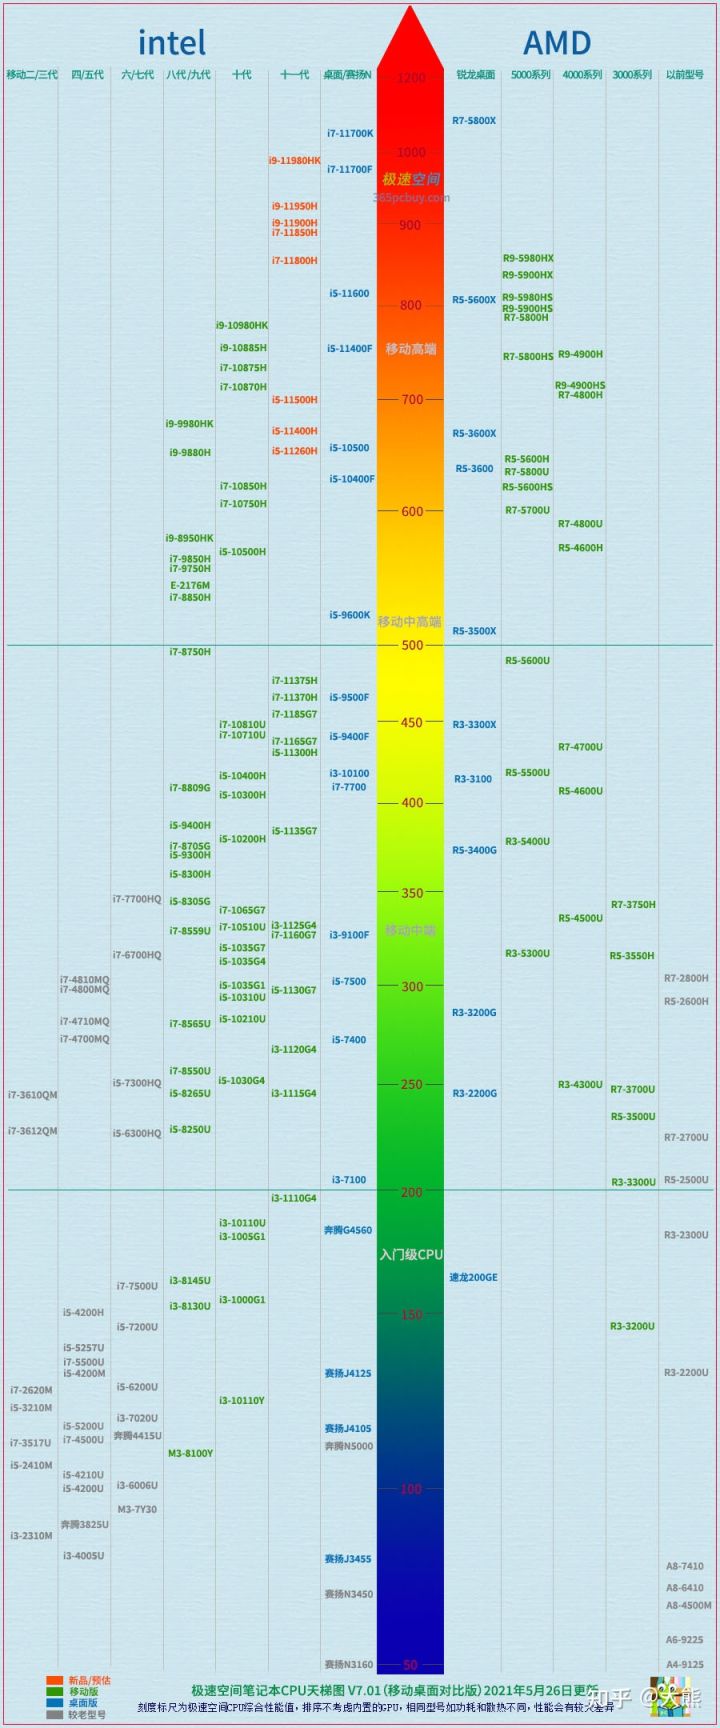 intel
AMD
移动二/三代 四/五代 六/七代 八代 /九代 十代 十一代 桌面/赛扬N 锐龙桌面 5000系列 4000系列 3000系列 以前型号
1200
R7-5800X
i7-11700K
1000
i9-11980HK
i7-11700F
极速空间
365pcbuy.com
i9-11950H
i9-11900H
900
i7-11850H
R9-5980HX
i7-11800H
R9-5900HX
i5-11600
R9-5980HS
R5-5600X
800
R9-5900HS
R7-5800H
i9-10980HK
i9-10885H
i5-11400F
移动高端
R9-4900H
R7-5800HS
i7-10875H
i7-10870H
R9-4900HS
R7-4800H
i5-11500H
700
i9-9980HK
i5-11400H
R5-3600X
i5-10500
i5-11260H
i9-9880H
R5-5600H
R5-3600
R7-5800U
i5-10400F
i7-10850H
R5-5600HS
i7-10750H
R7-5700U
600
R7-4800U
i9-8950HK
R5-4600H
i5-10500H
i7-9850H
i7-9750H
E-2176M
i7-8850H
i5-9600K
移动中高端
R5-3500X
500
i7-8750H
R5-5600U
i7-11375H
i7-11370H
i5-9500F
i7-1185G7
450
i7-10810U
R3-3300X
i7-10710U
i5-9400F
i7-1165G7
R7-4700U
i5-11300H
i3-10100
R5-5500U
i5-10400H
R3-3100
i7-7700
i7-8809G
R5-4600U
i5-10300H
400
i5-9400H
i5-1135G7
i5-10200H
R3-5400U
i7-8705G
R5-3400G
i5-9300H
i5-8300H
350
i7-7700HQ
i5-8305G
R7-3750H
i7-1065G7
R5-4500U
i3-1125G4
i7-10510U
移动中端
i7-8559U
i7-1160G7
i3-9100F
i5-1035G7
R3-5300U
i7-6700HQ
R5-3550H
i5-1035G4
R7-2800H
i7-4810MQ
i5-7500
i5-1035G1
300
i7-4800MQ
i5-1130G7
i5-10310U
R5-2600H
R3-3200G
i5-10210U
i7-4710MQ
i7-8565U
i7-4700MQ
i5-7400
i3-1120G4
i7-8550U
i5-1030G4
i5-7300HQ
250
R3-4300U
R7-3700U
i5-8265U
i3-1115G4
R3-2200G
i7-3610QM
R5-3500U
i5-8250U
i7-3612QM
i5-6300HQ
R7-2700U
i3-7100
R5-2500U
R3-3300U
200
i3-1110G4
i3-10110U
奔腾G4560
R3-2300U
i3-1005G1
入门级CPU
速龙200GE
i3-8145U
i7-7500U
i3-1000G1
i3-8130U
i5-4200H
150
R3-3200U
i5-7200U
i5-5257U
i7-5500U
i5-4200M
赛扬J4125
R3-2200U
i5-6200U
i7-2620M
i3-10110Y
i5-3210M
i3-7020U
i5-5200U
赛扬J4105
奔腾4415U
i7-4500U
i7-3517U
奔腾N5000
M3-8100Y
i5-2410M
i5-4210U
i3-6006U
i5-4200U
100
M3-7Y30
奔腾3825U
i3-2310M
i3-4005U
赛扬J3455
A8-7410
A8-6410
赛扬N3450
A8-4500M
A6-9225
赛扬N3160
50
A4-9125
新品/预估
移动版
桌面版
较老型号
极速空间笔记本CPU天梯图 V7.01(移动桌面对比版) 2021年5月26日更新
刻度标尺为极速空间CPU综合性能值，排序不考虑内置的GPU，相同型号如功耗和散热不同，性能会有较大差异
知乎 @大熊